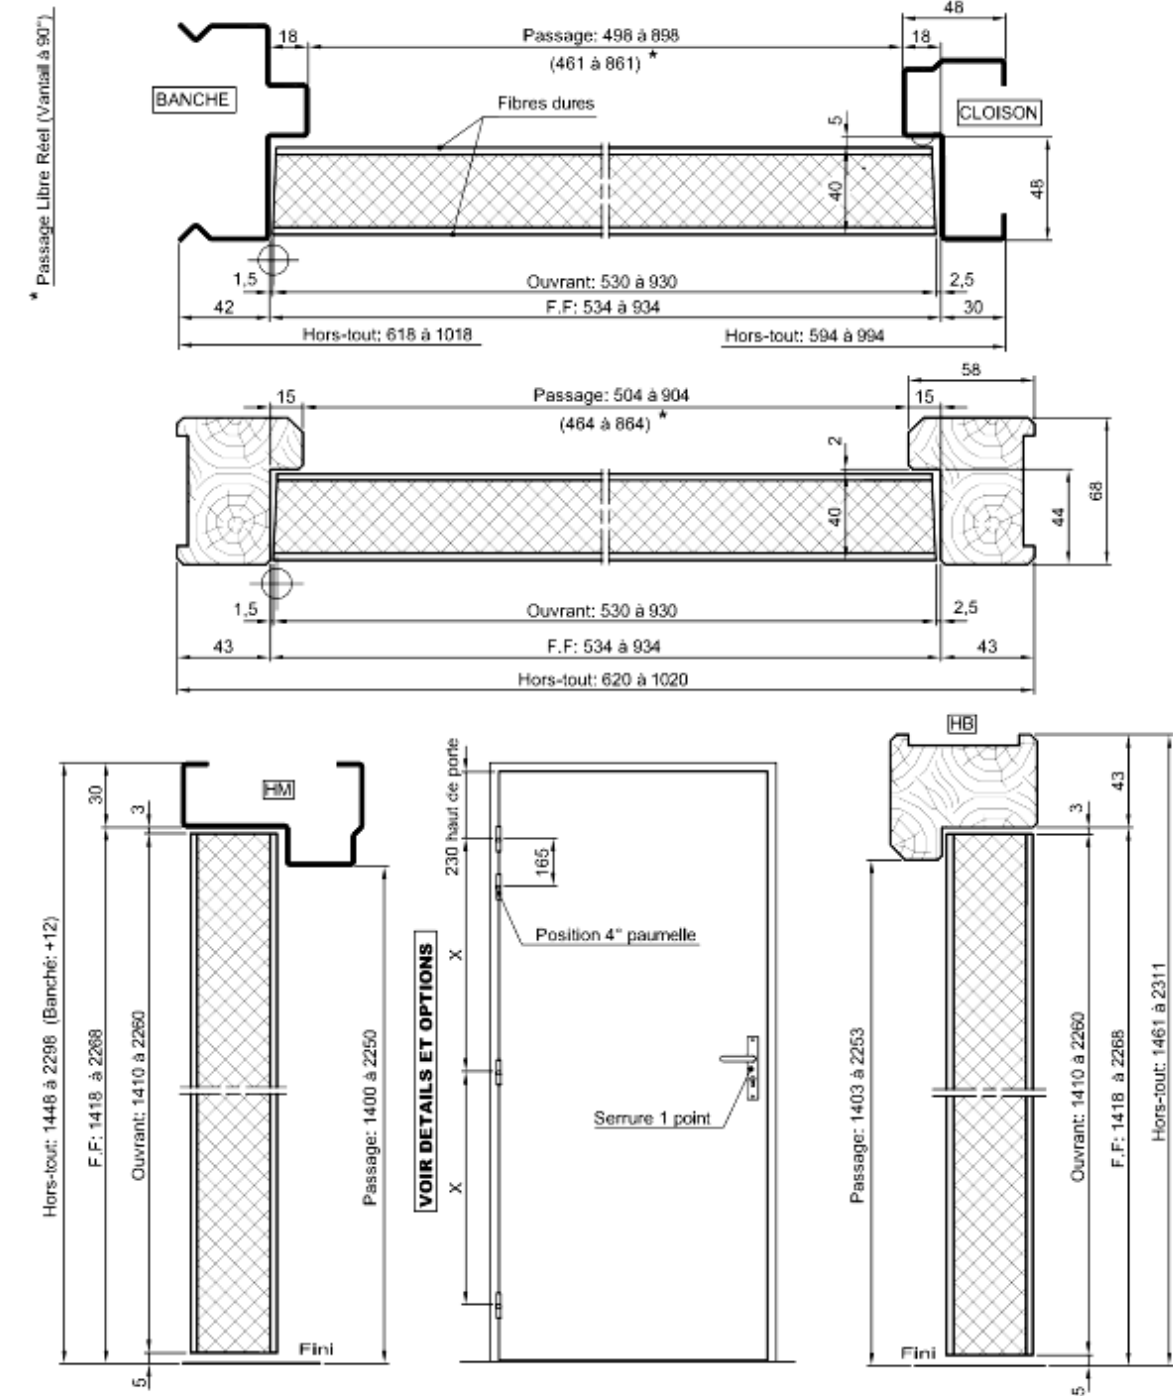 * Passage Libre Réel (Vantail à 90°)
48
18
Passage: 498 à 898
18
(461 à 861) *
BANCHE
Fibres dures
CLOISON
5
40
48
1,5
Ouvrant: 530 à 930
2,5
42
F.F: 534 à 934
30
Hors-tout: 618 à 1018
Hors-tout: 594 à 994
58
15
Passage: 504 à 904
15
(464 à 864) *
2
40
44
68
1,5
Ouvrant: 530 à 930
2,5
43
F.F: 534 à 934
43
Hors-tout: 620 à 1020
HM
30
3
Hors-tout: 1448 à 2298 (Banché: +12)
F.F: 1418 à 2268
Ouvrant: 1410 à 2260
Passage: 1400 à 2250
Fini
5
230 haut de porte
165
Position 4° paumelle
X
VOIR DETAILS ET OPTIONS
X
Serrure 1 point
HB
43
3
Passage: 1403 à 2253
Ouvrant: 1410 à 2260
F.F: 1418 à 2268
Hors-tout: 1461 à 2311
Fini
5